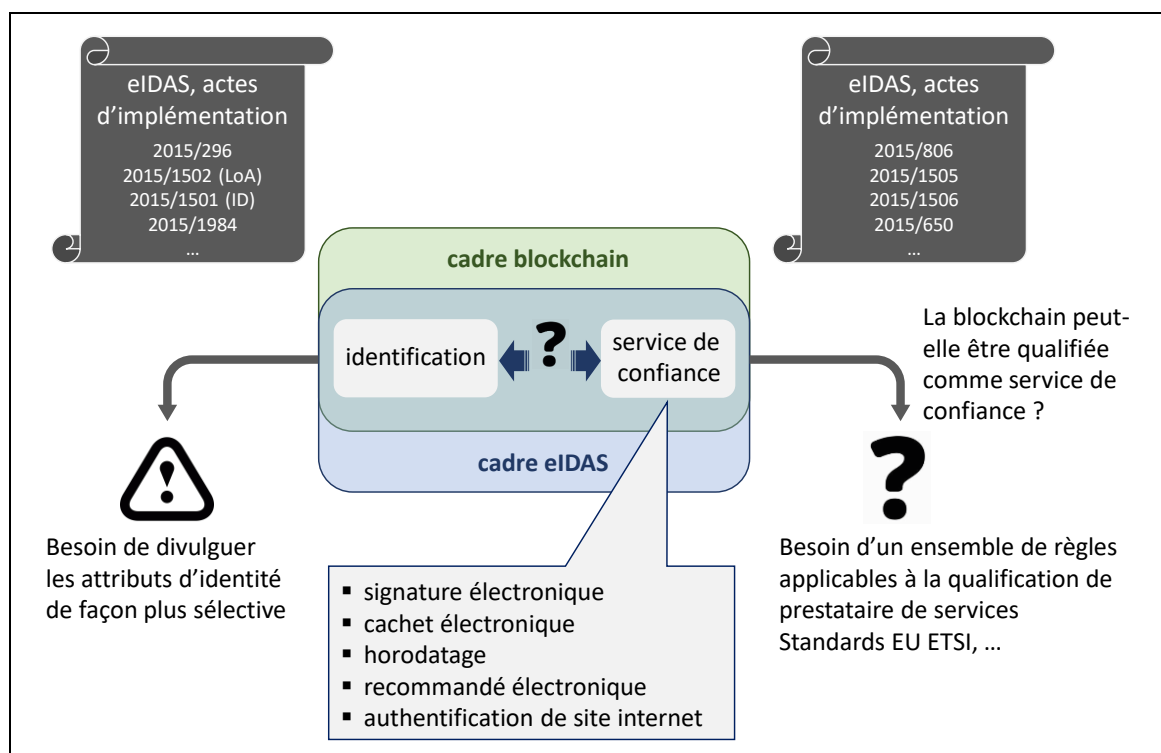 eIDAS, actes
d’implémentation
2015/296
2015/1502 (LoA)
2015/1501 (ID)
2015/1984
...
eIDAS, actes
d’implémentation
2015/806
2015/1505
2015/1506
2015/650
...
cadre blockchain
identification
?
service de
confiance
cadre eIDAS
La blockchain peut-
elle être qualifiée
comme service de
confiance ?
!
?
Besoin de divulguer
les attributs d’identité
de façon plus sélective
▪ signature électronique
▪ cachet électronique
▪ horodatage
▪ recommandé électronique
▪ authentification de site internet
Besoin d’un ensemble de règles
applicables à la qualification de
prestataire de services
Standards EU ETSI, …